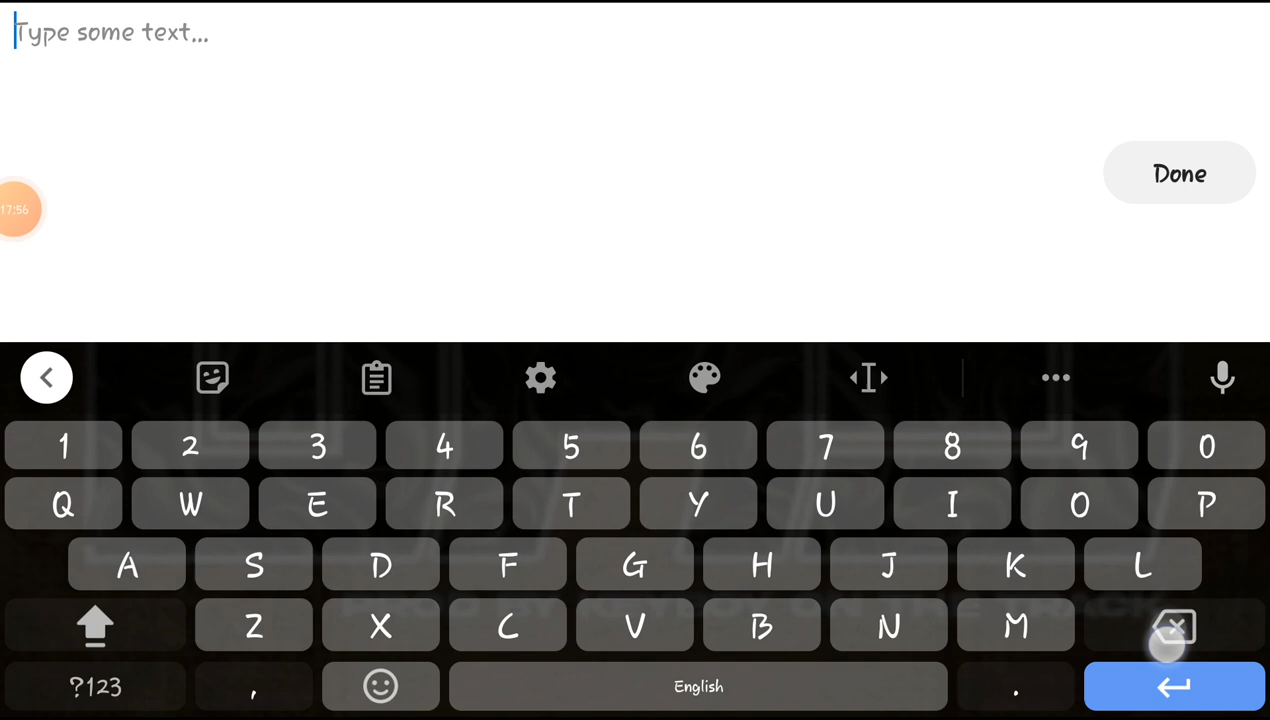 Type some text...
Done
17:56
1 2 3 4 5 6 7 8 9 0
Q W E R T Y U I O P
A S D F G H J K L
Z X C V B N M
?123 , English .